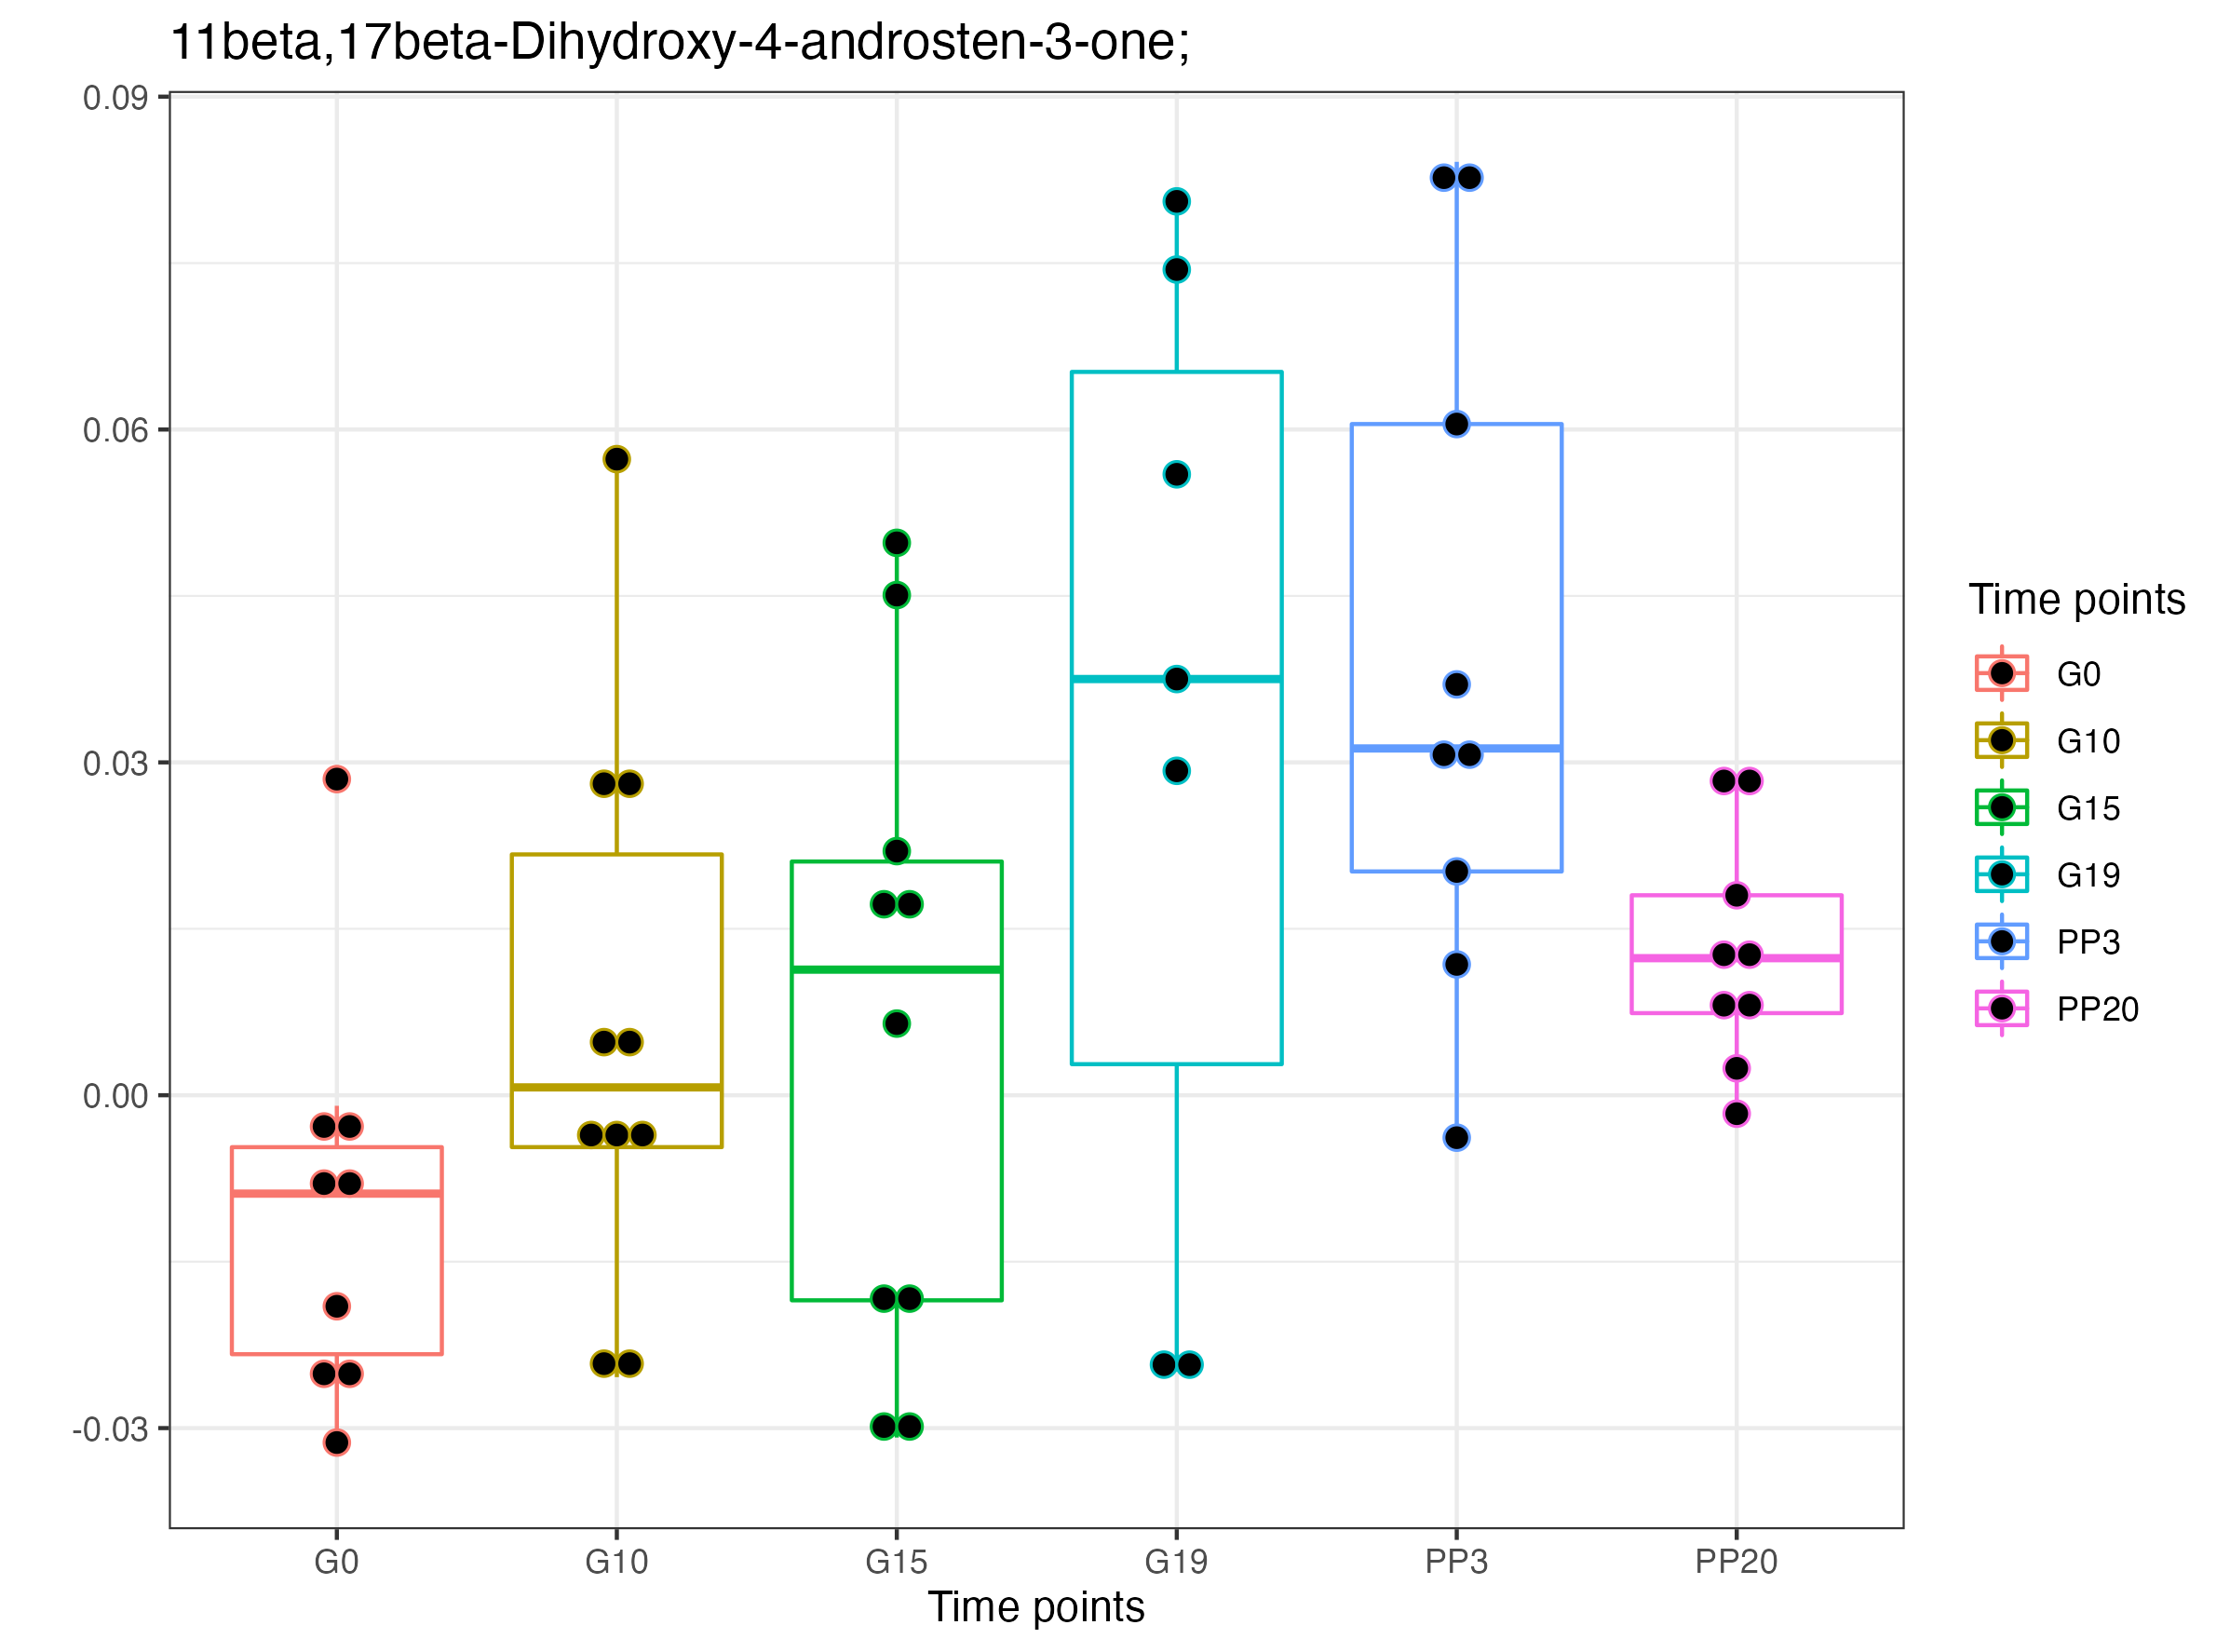 11beta,17beta-Dihydroxy-4-androsten-3-one;
0.09
0.06
0.03
0.00
-0.03
G0 G10 G15 G19 PP3 PP20
Time points
Time points
G0
G10
G15
G19
PP3
PP20